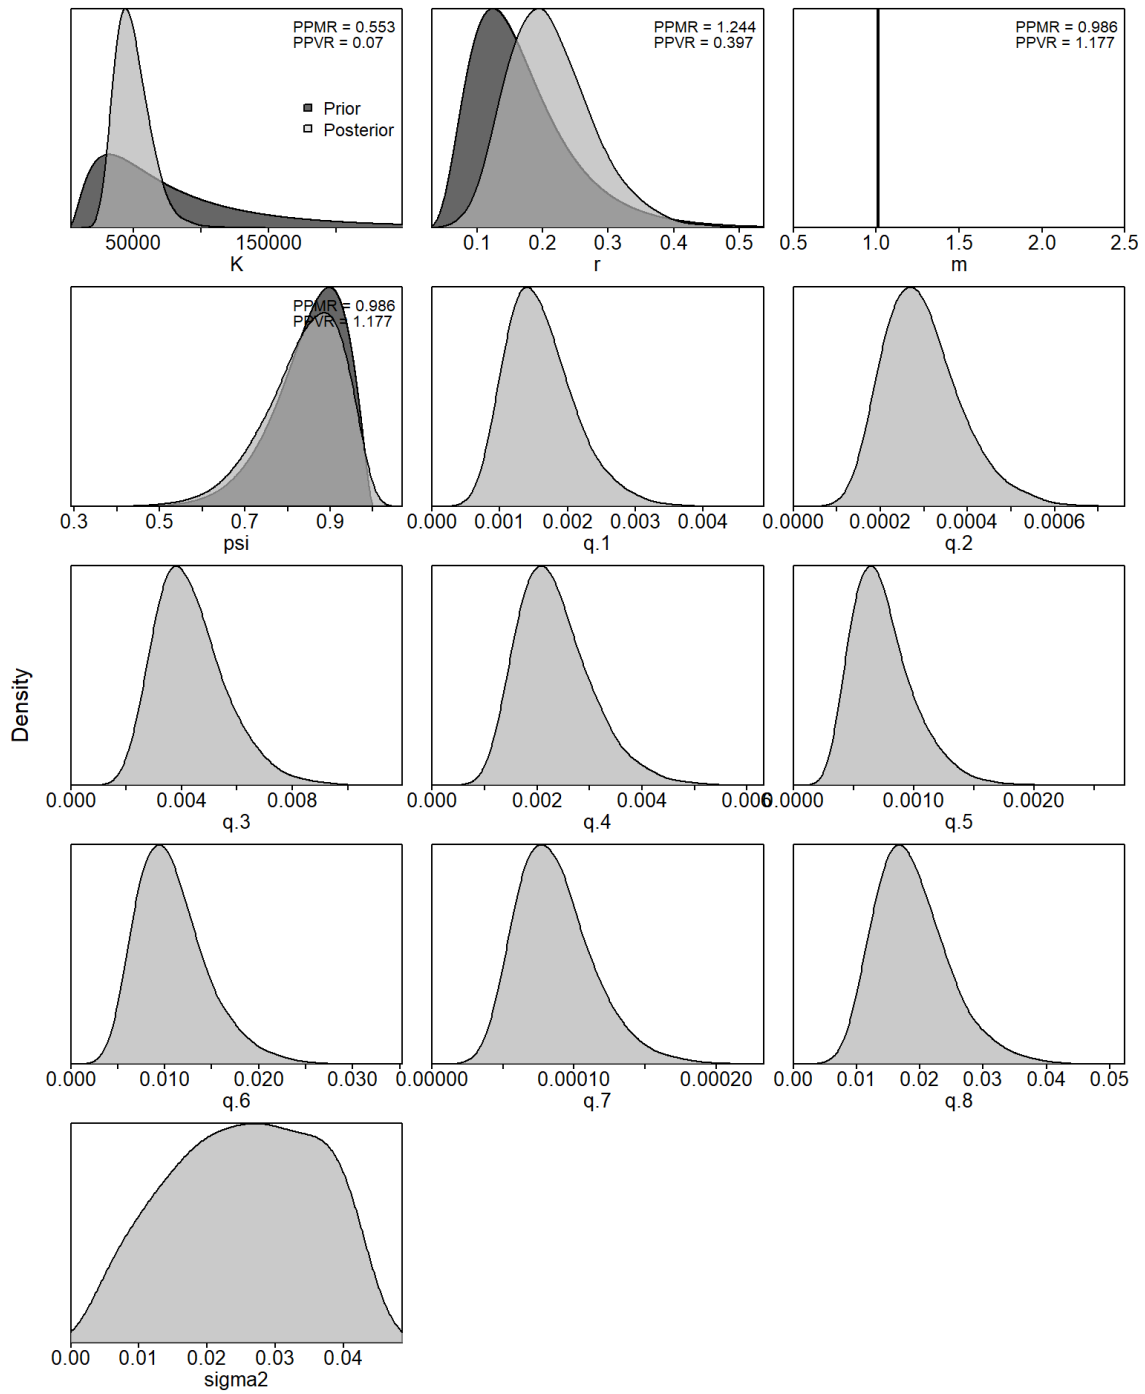 PPMR = 0.553
PPVR = 0.07
Prior
Posterior
50000 150000
K
PPMR = 1.244
PPVR = 0.397
0.1 0.2 0.3 0.4 0.5
r
PPMR = 0.986
PPVR = 1.177
0.5 1.0 1.5 2.0 2.5
m
PPMR = 0.986
PPVR = 1.177
0.3 0.5 0.7 0.9
psi
0.000 0.001 0.002 0.003 0.004
q.1
0.0000 0.0002 0.0004 0.0006
q.2
Density
0.000 0.004 0.008
q.3
0.000 0.002 0.004 0.006
q.4
0.0000 0.0010 0.0020
q.5
0.000 0.010 0.020 0.030
q.6
0.00000 0.00010 0.00020
q.7
0.00 0.01 0.02 0.03 0.04 0.05
q.8
0.00 0.01 0.02 0.03 0.04
sigma2